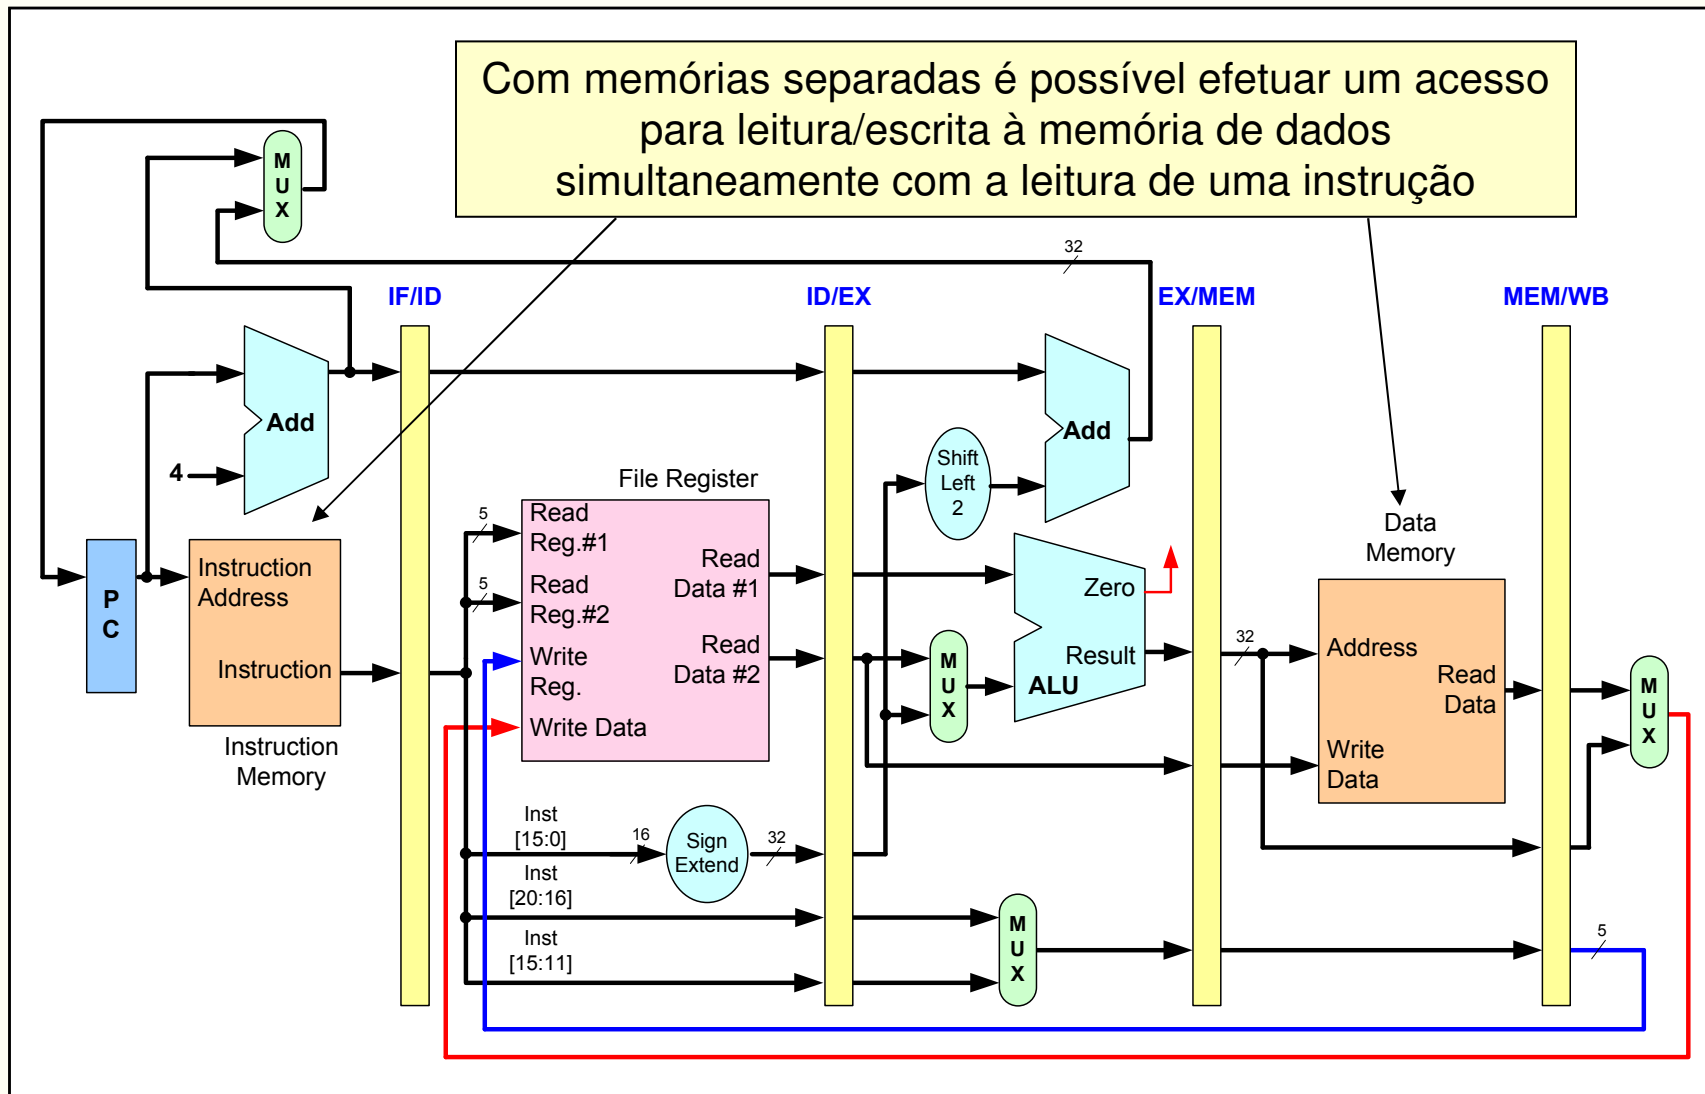 Com memórias separadas é possível efetuar um acesso
para leitura/escrita à memória de dados
simultaneamente com a leitura de uma instrução
M
U
X
32
IF/ID
ID/EX
EX/MEM
MEM/WB
Add
4
Add
Shift
Left
2
File Register
Data
Memory
P
C
Instruction
Address
Instruction
Instruction
Memory
5
Read
Reg.#1
5
Read
Reg.#2
Write
Reg.
Write Data
Read
Data #1
Read
Data #2
M
U
X
Zero
Result
ALU
32
Address
Read
Data
Write
Data
M
U
X
Inst
[15:0]
16
Sign
Extend
32
Inst
[20:16]
Inst
[15:11]
M
U
X
5